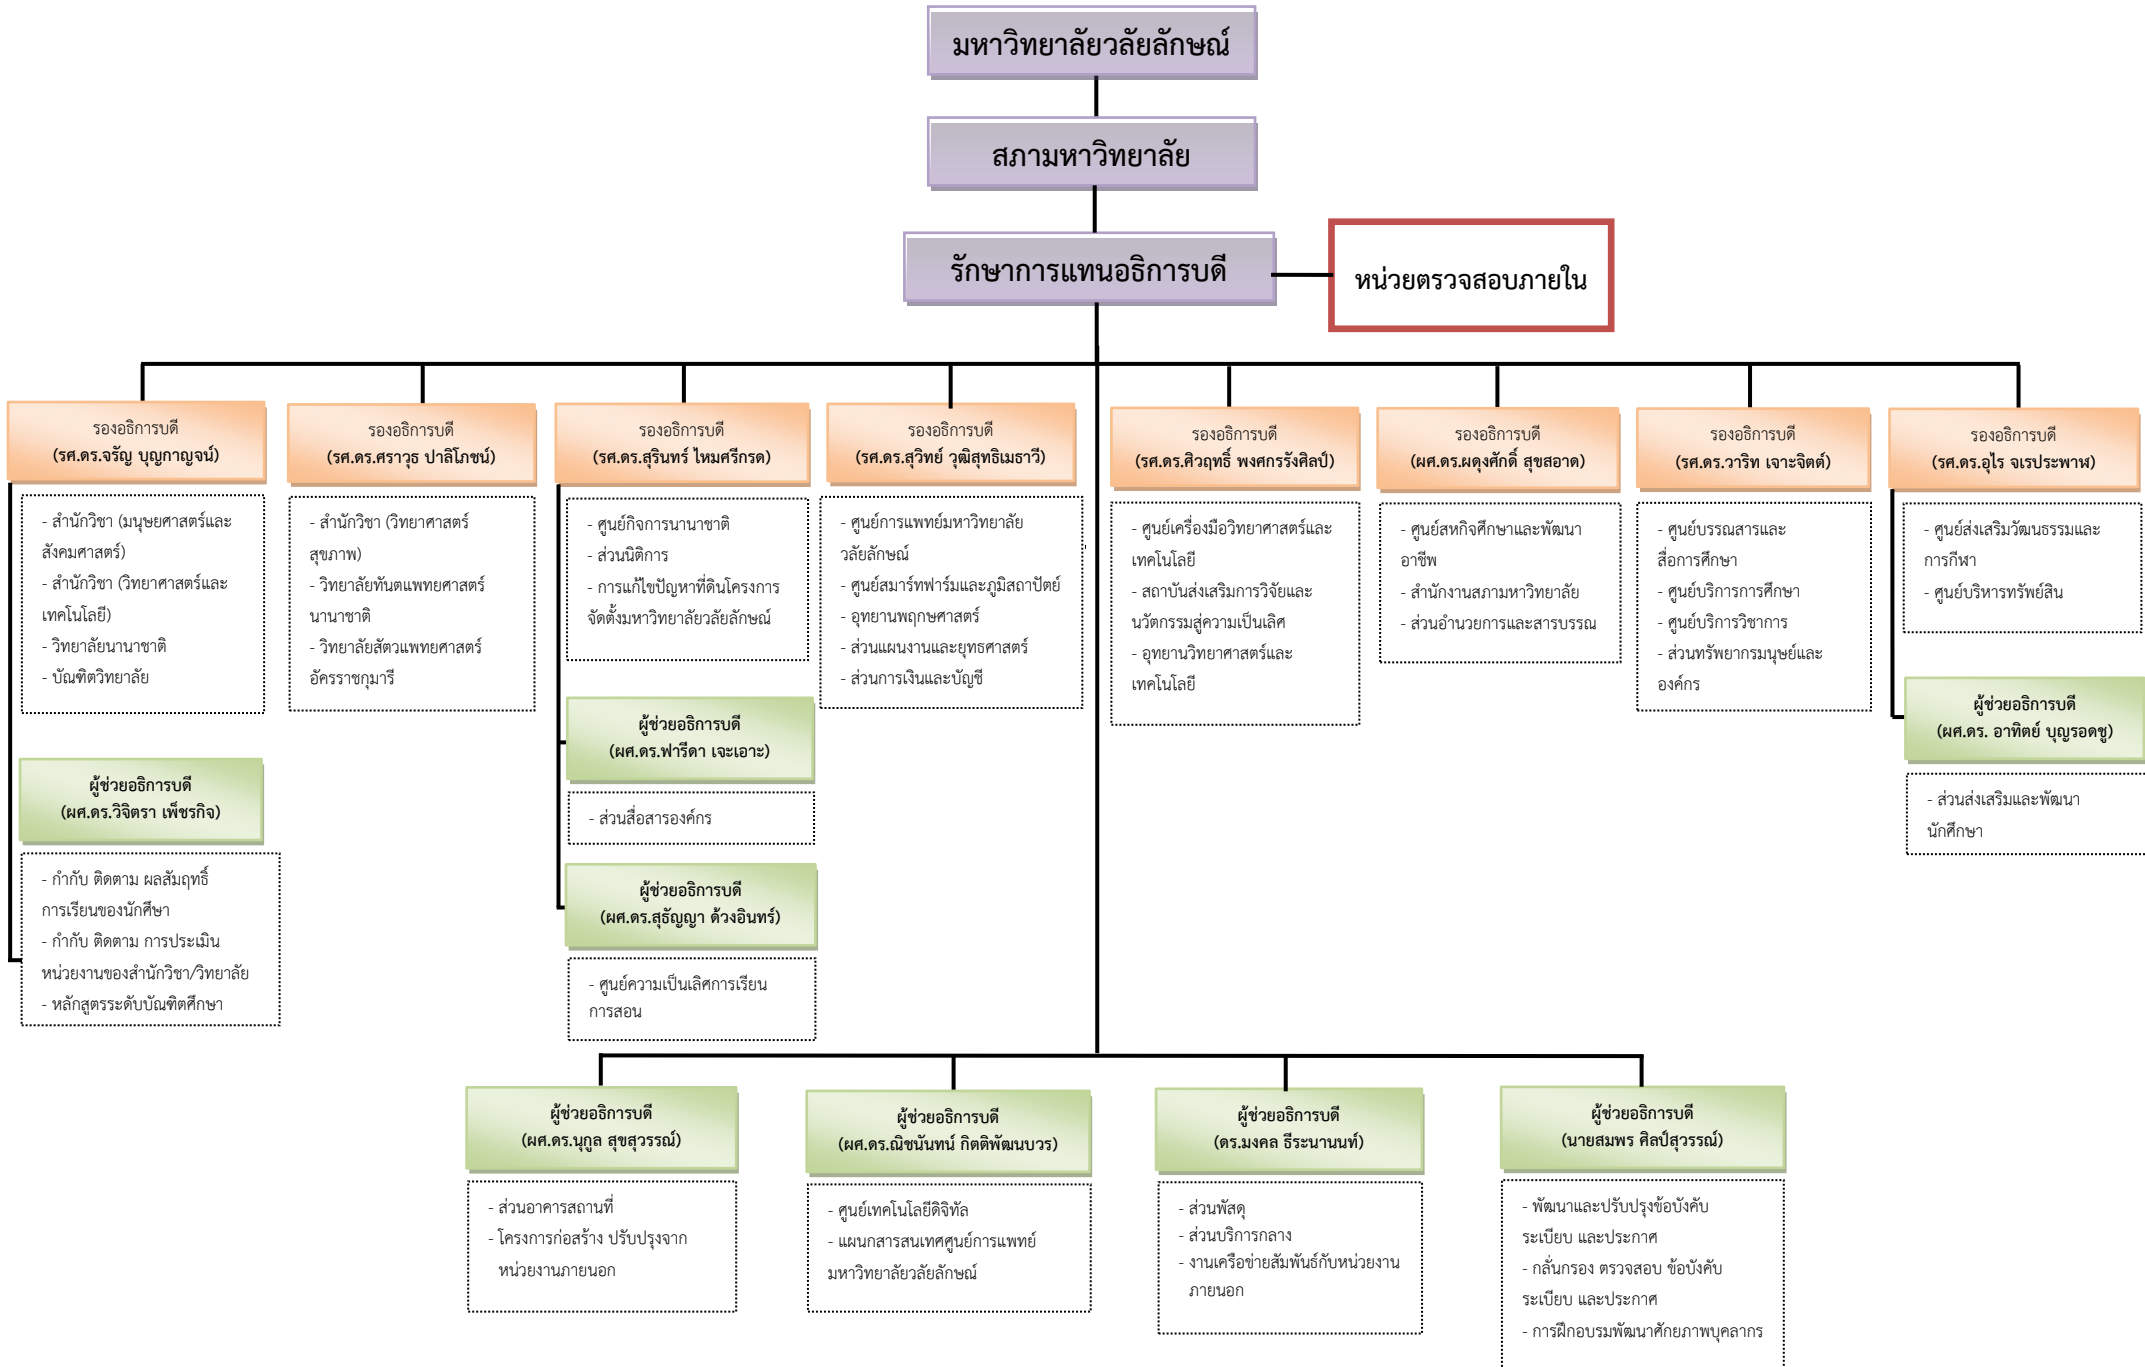 มหาวิทยาลัยวลัยลักษณ์
สภามหาวิทยาลัย
รักษาการแทนอธิการบดี
หน่วยตรวจสอบภายใน
รองอธิการบดี
(รศ.ดร.จรัญ บุญกาญจน์)
- สำนักวิชา (มนุษยศาสตร์และ
สังคมศาสตร์)
- สำนักวิชา (วิทยาศาสตร์และ
เทคโนโลยี)
- วิทยาลัยนานาชาติ
- บัณฑิตวิทยาลัย
ผู้ช่วยอธิการบดี
(ผศ.ดร.วิจิตรา เพ็ชรกิจ)
- กำกับ ติดตาม ผลสัมฤทธิ์
การเรียนของนักศึษา
- กำกับ ติดตาม การประเมิน
หน่วยงานของสำนักวิชา/วิทยาลัย
- หลักสูตรระดับบัณฑิตศึกษา
รองอธิการบดี
(รศ.ดร.ศราวุธ ปาลิโภชน์)
- สำนักวิชา (วิทยาศาสตร์
สุขภาพ)
- วิทยาลัยทันตแพทยศาสตร์
นานาชาติ
- วิทยาลัยสัตวแพทยศาสตร์
อัครราชกุมารี
รองอธิการบดี
(รศ.ดร.สุรินทร์ ไหมศรีกรด)
- ศูนย์กิจการนานาชาติ
- ส่วนนิติการ
- การแก้ไขปัญหาที่ดินโครงการ
จัดตั้งมหาวิทยาลัยวลัยลักษณ์
ผู้ช่วยอธิการบดี
(ผศ.ดร.ฟารีดา เจะเอาะ)
- ส่วนสื่อสารองค์กร
ผู้ช่วยอธิการบดี
(ผศ.ดร.สุธัญญา ด้วงอินทร์)
- ศูนย์ความเป็นเลิศการเรียน
การสอน
รองอธิการบดี
(รศ.ดร.สุวิทย์ วุฒิสุทธิเมธาวี)
- ศูนย์การแพทย์มหาวิทยาลัย
วลัยลักษณ์
- ศูนย์สมาร์ทฟาร์มและภูมิสถาปัตย์
- อุทยานพฤกษศาสตร์
- ส่วนแผนงานและยุทธศาสตร์
- ส่วนการเงินและบัญชี
รองอธิการบดี
(รศ.ดร.ศิวฤทธิ์ พงศกรรังศิลป์)
- ศูนย์เครื่องมือวิทยาศาสตร์และ
เทคโนโลยี
- สถาบันส่งเสริมการวิจัยและ
นวัตกรรมสู่ความเป็นเลิศ
- อุทยานวิทยาศาสตร์และ
เทคโนโลยี
รองอธิการบดี
(ผศ.ดร.ผดุงศักดิ์ สุขสอาด)
- ศูนย์สหกิจศึกษาและพัฒนา
อาชีพ
- สำนักงานสภามหาวิทยาลัย
- ส่วนอำนวยการและสารบรรณ
รองอธิการบดี
(รศ.ดร.วาริท เจาะจิตต์)
- ศูนย์บรรณสารและ
สื่อการศึกษา
- ศูนย์บริการการศึกษา
- ศูนย์บริการวิชาการ
- ส่วนทรัพยากรมนุษย์และ
องค์กร
รองอธิการบดี
(รศ.ดร.อุไร จเรประพาฬ)
- ศูนย์ส่งเสริมวัฒนธรรมและ
การกีฬา
- ศูนย์บริหารทรัพย์สิน
ผู้ช่วยอธิการบดี
(ผศ.ดร. อาทิตย์ บุญรอดชู)
- ส่วนส่งเสริมและพัฒนา
นักศึกษา
ผู้ช่วยอธิการบดี
(ผศ.ดร.นุกูล สุขสุวรรณ์)
- ส่วนอาคารสถานที่
- โครงการก่อสร้าง ปรับปรุงจาก
หน่วยงานภายนอก
ผู้ช่วยอธิการบดี
(ผศ.ดร.ณิชนันทน์ กิตติพัฒนบวร)
- ศูนย์เทคโนโลยีดิจิทัล
- แผนกสารสนเทศศูนย์การแพทย์
มหาวิทยาลัยวลัยลักษณ์
ผู้ช่วยอธิการบดี
(ดร.มงคล ธีระนานนท์)
- ส่วนพัสดุ
- ส่วนบริการกลาง
- งานเครือข่ายสัมพันธ์กับหน่วยงาน
ภายนอก
ผู้ช่วยอธิการบดี
(นายสมพร ศิลป์สุวรรณ์)
- พัฒนาและปรับปรุงข้อบังคับ
ระเบียบ และประกาศ
- กลั่นกรอง ตรวจสอบ ข้อบังคับ
ระเบียบ และประกาศ
- การฝึกอบรมพัฒนาศักยภาพบุคลากร